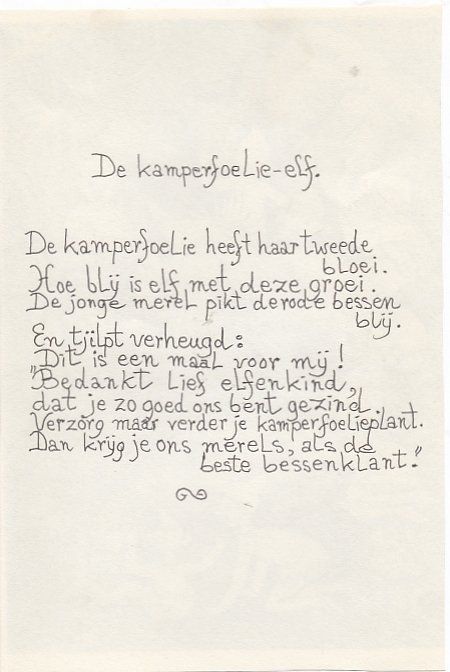 De kamperfoelie-elf.
De kamperfoelie heeft haar tweede
bloei.
Hoe blij is elf met deze groei.
De jonge merel pikt de rode bessen
blij.
En tjilpt verheugd:
„Dit is een maal voor mij!
"Bedankt lief elfenkind,
dat je zo goed ons bent gezind.
Verzorg maar verder je kamperfoelieplant.
Dan krijg je ons merels, als de
beste bessenklant."